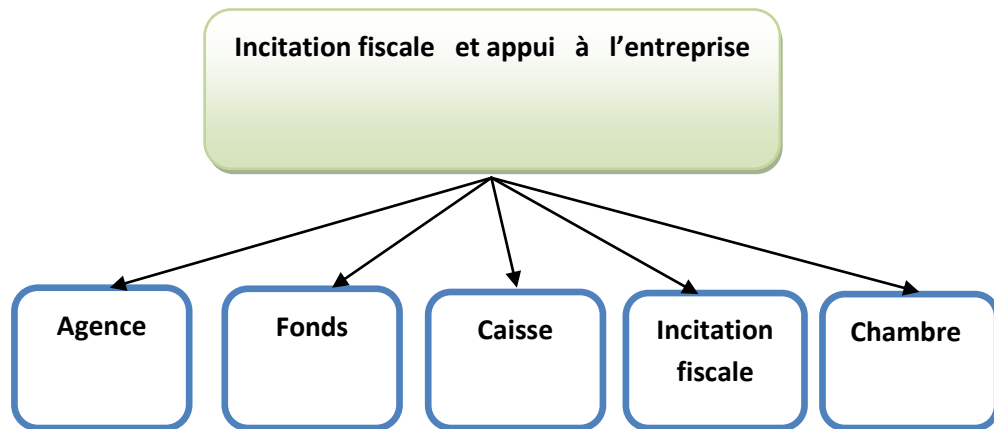 Incitation fiscale et appui à l’entreprise
Agence
Fonds
Caisse
Incitation
fiscale
Chambre